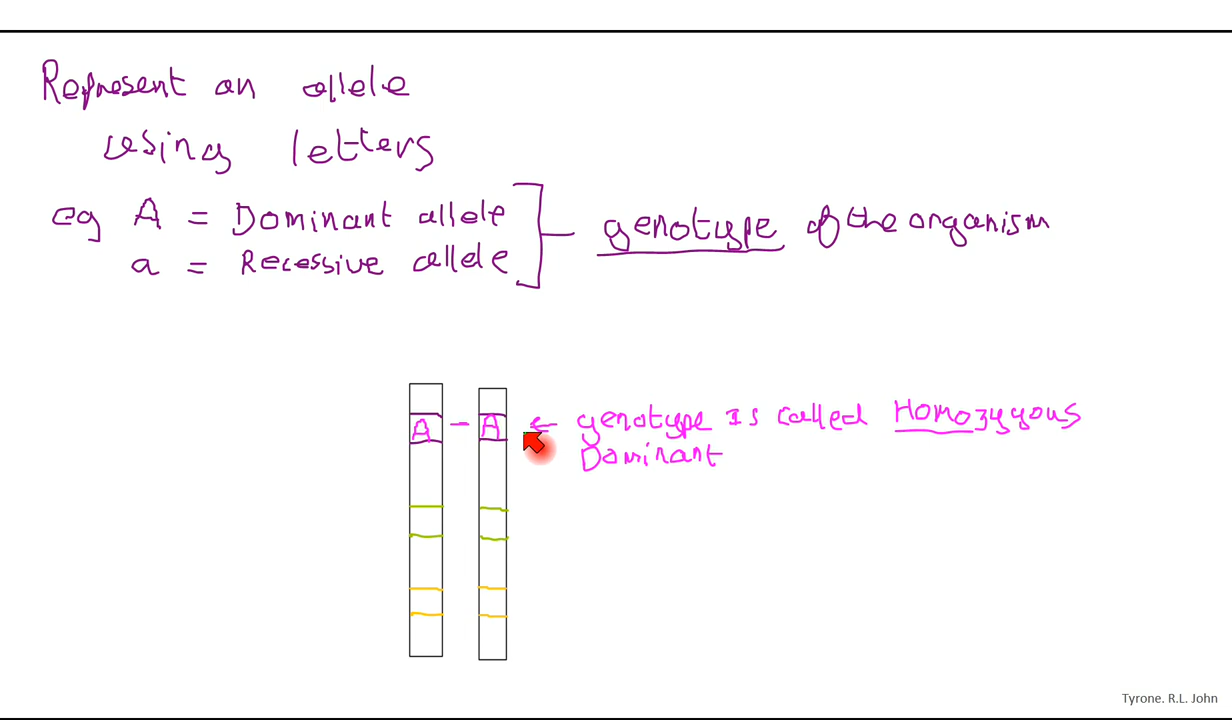 Represent an allele
using letters
eg A = Dominant allele
genotype of the organism
a = Recessive allele
A - A ← genotype is called Homozygous
Dominant
Tyrone. R.L. John